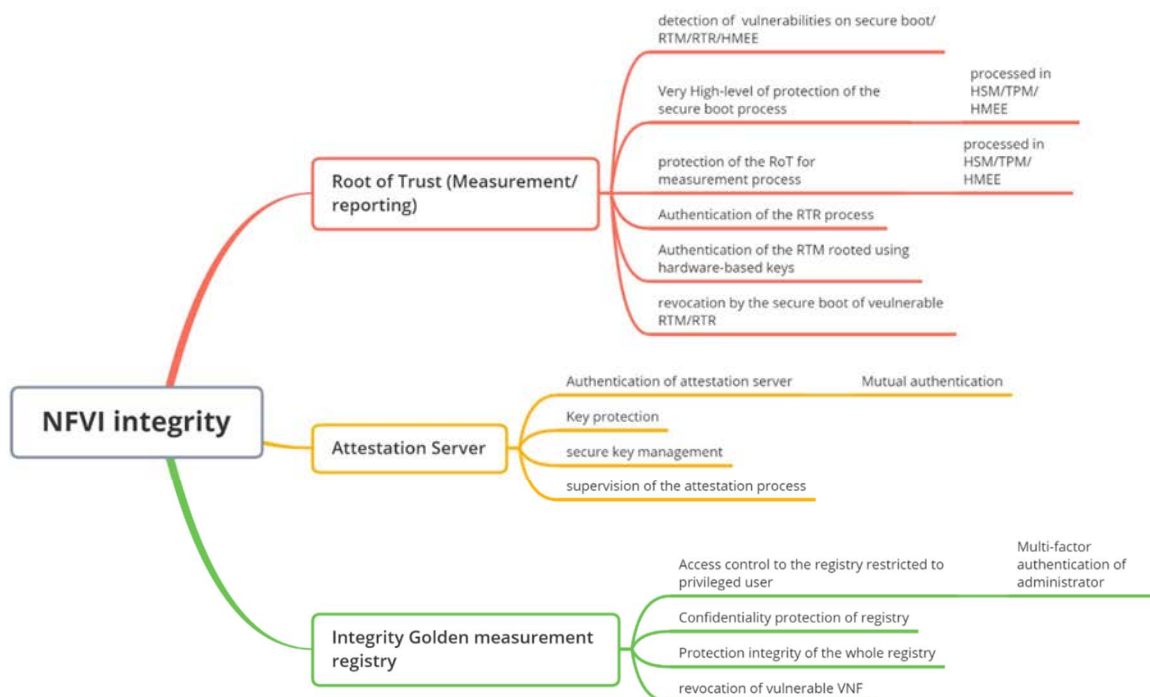 detection of vulnerabilities on secure boot/
RTM/RTR/HMEE
Very High-level of protection of the
secure boot process
processed in
HSM/TPM/
HMEE
Root of Trust (Measurement/
reporting)
protection of the RoT for
measurement process
processed in
HSM/TPM/
HMEE
Authentication of the RTR process
Authentication of the RTM rooted using
hardware-based keys
revocation by the secure boot of veulnerable
RTM/RTR
NFVI integrity
Attestation Server
Authentication of attestation server
Mutual authentication
Key protection
secure key management
supervision of the attestation process
Integrity Golden measurement
registry
Access control to the registry restricted to
privileged user
Multi-factor
authentication of
administrator
Confidentiality protection of registry
Protection integrity of the whole registry
revocation of vulnerable VNF